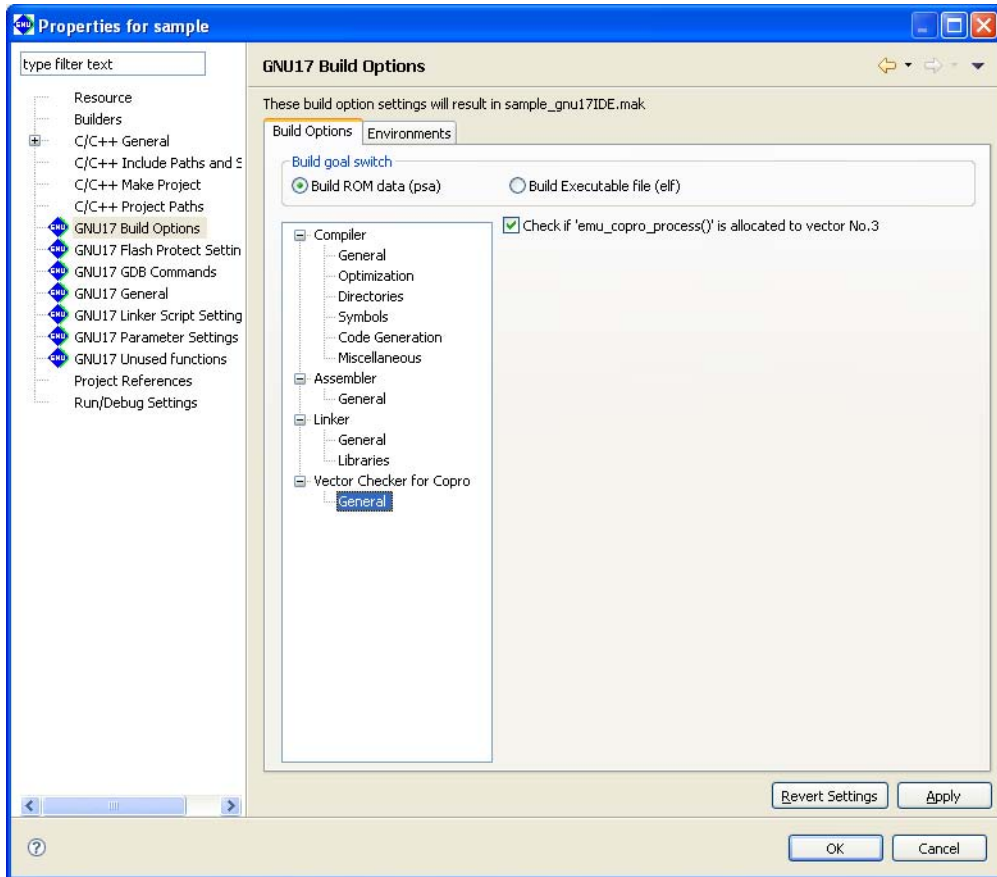 Properties for sample
type filter text
Resource
Builders
C/C++ General
C/C++ Include Paths and S
C/C++ Make Project
C/C++ Project Paths
GNU17 Build Options
GNU17 Flash Protect Settin
GNU17 GDB Commands
GNU17 General
GNU17 Linker Script Setting
GNU17 Parameter Settings
GNU17 Unused functions
Project References
Run/Debug Settings
GNU17 Build Options
These build option settings will result in sample_gnu17IDE.mak
Build Options Environments
Build goal switch
Build ROM data (psa) Build Executable file (elf)
Compiler
General
Optimization
Directories
Symbols
Code Generation
Miscellaneous
Assembler
General
Linker
General
Libraries
Vector Checker for Copro
General
Check if 'emu_copro_process()' is allocated to vector No.3
Revert Settings Apply
OK Cancel